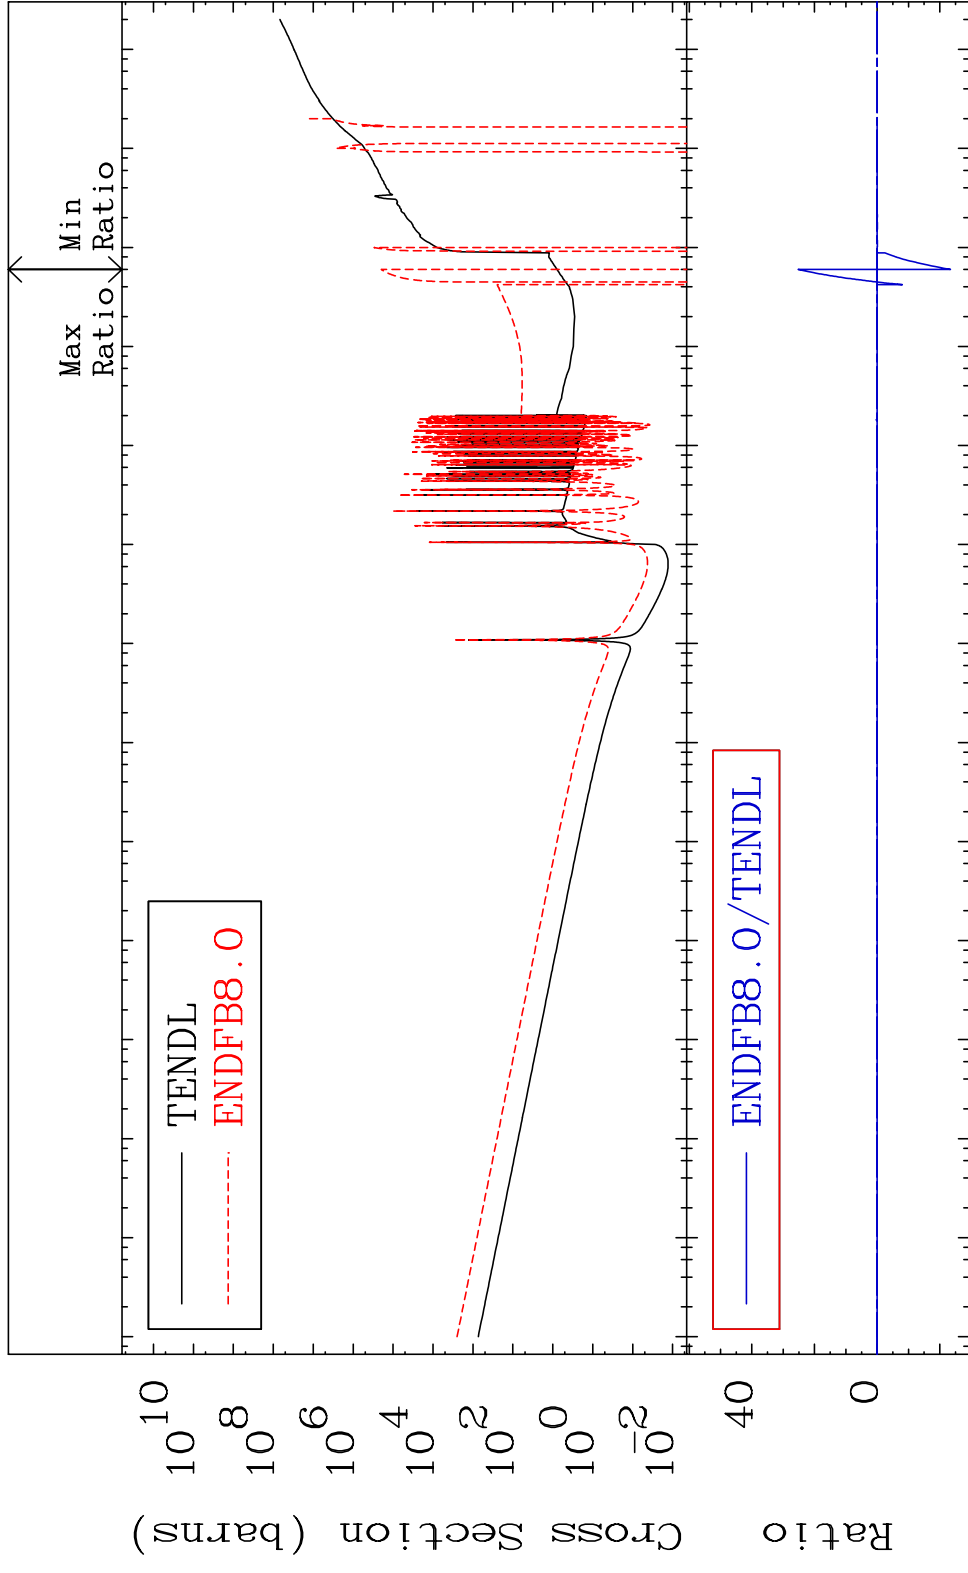 Max
Ratio
Min
Ratio
TENDL
ENDFB8.0
10 10
10 8
10 6
10 4
10 2
10 0
10 -2
Cross Section (barns)
ENDFB8.0/TENDL
40
0
Ratio